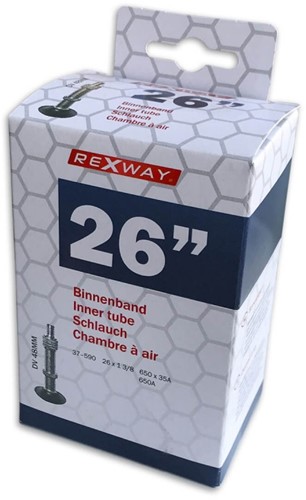 26”
Binnenband
Inner tube
Schlauch
Chambre à air
REXWAY
26”
Binnenband
Inner tube
Schlauch
Chambre à air
37-590 26 x 1 3/8 650 x 35A
650A
DV 48MM